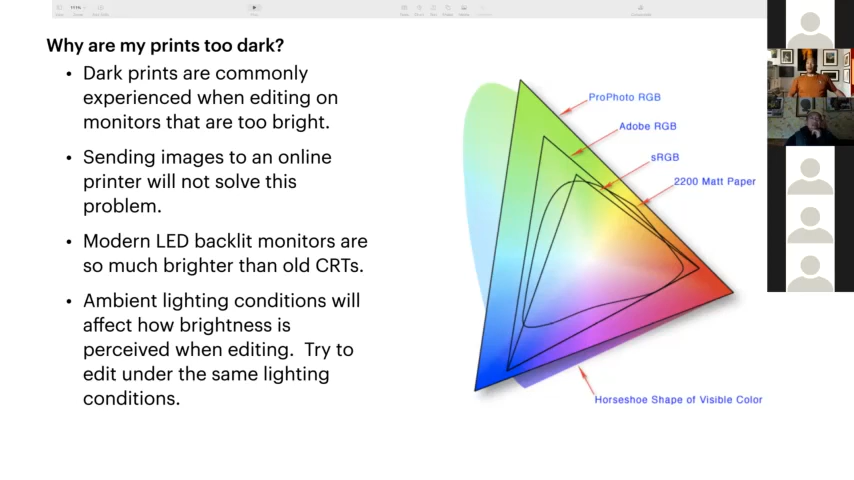 111%
Why are my prints too dark?
• Dark prints are commonly
experienced when editing on
monitors that are too bright.
• Sending images to an online
printer will not solve this
problem.
• Modern LED backlit monitors are
so much brighter than old CRTs.
• Ambient lighting conditions will
affect how brightness is
perceived when editing.  Try to
edit under the same lighting
conditions.
ProPhoto RGB
Adobe RGB
sRGB
2200 Matt Paper
Horseshoe Shape of Visible Color